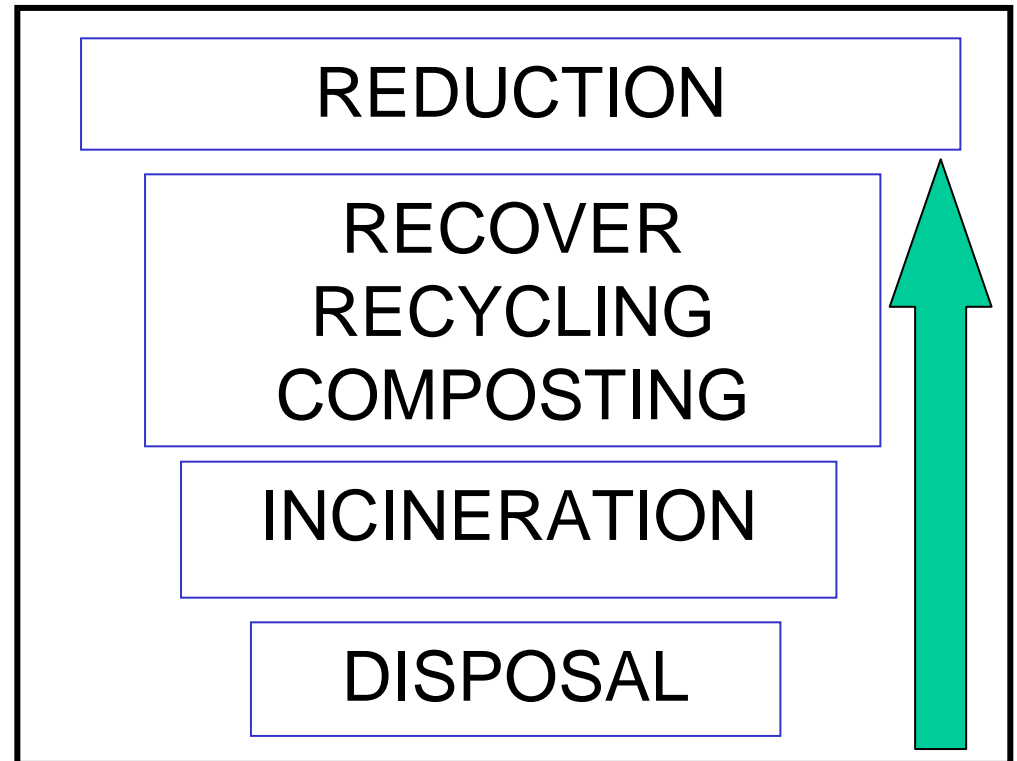 REDUCTION
RECOVER
RECYCLING
COMPOSTING
INCINERATION
DISPOSAL